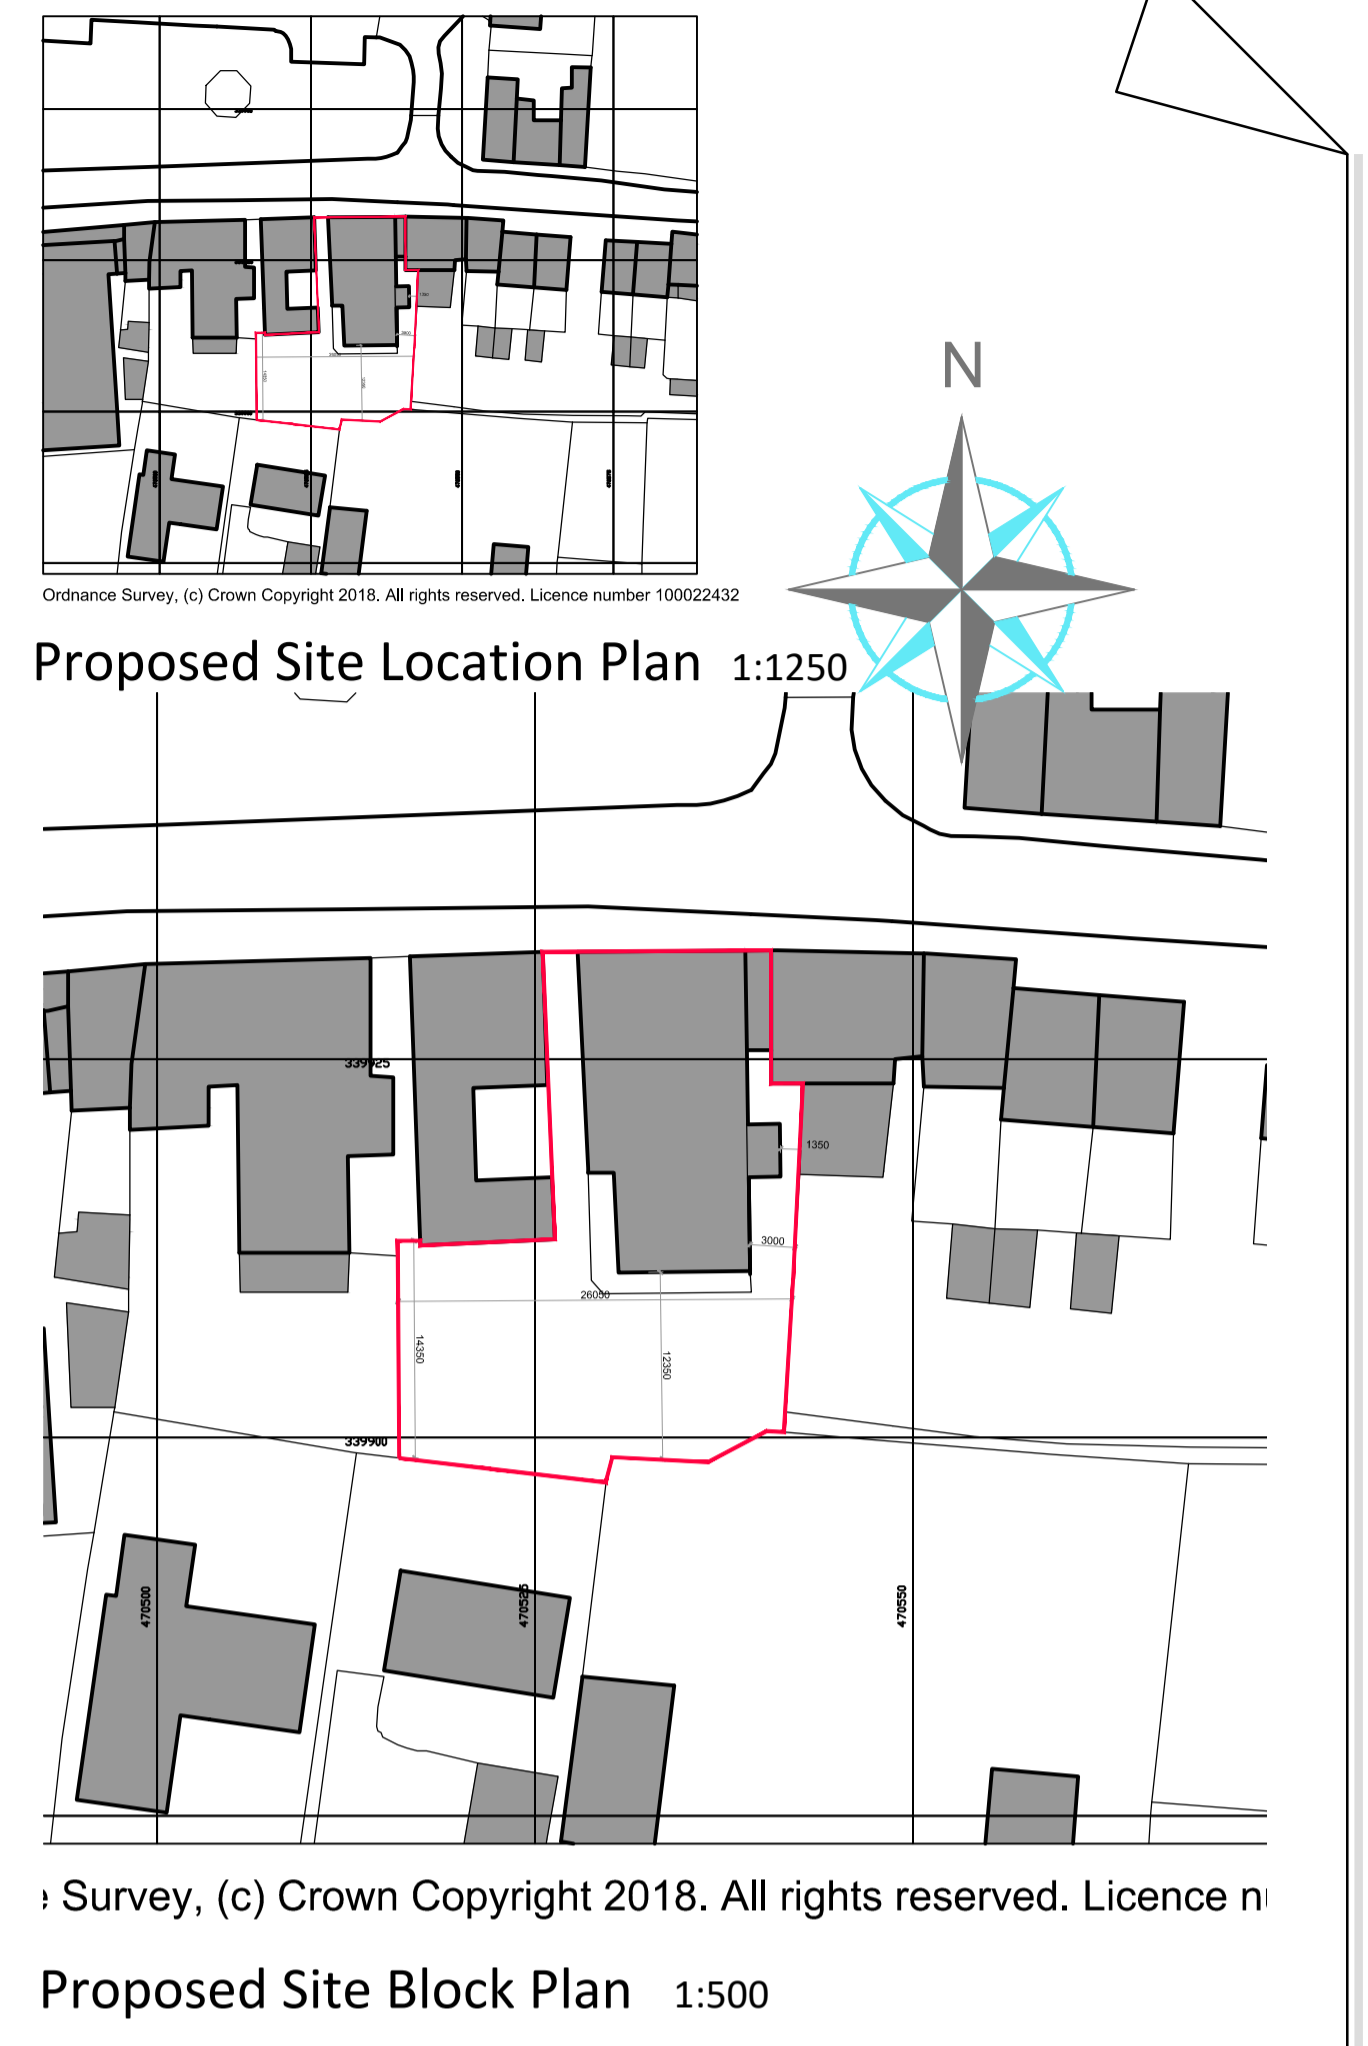 N
Ordnance Survey, (c) Crown Copyright 2018. All rights reserved. Licence number 100022432
Proposed Site Location Plan 1:1250
339925
1350
3000
26050
14350
12350
339900
470500
470525
470550
Survey, (c) Crown Copyright 2018. All rights reserved. Licence
Proposed Site Block Plan 1:500